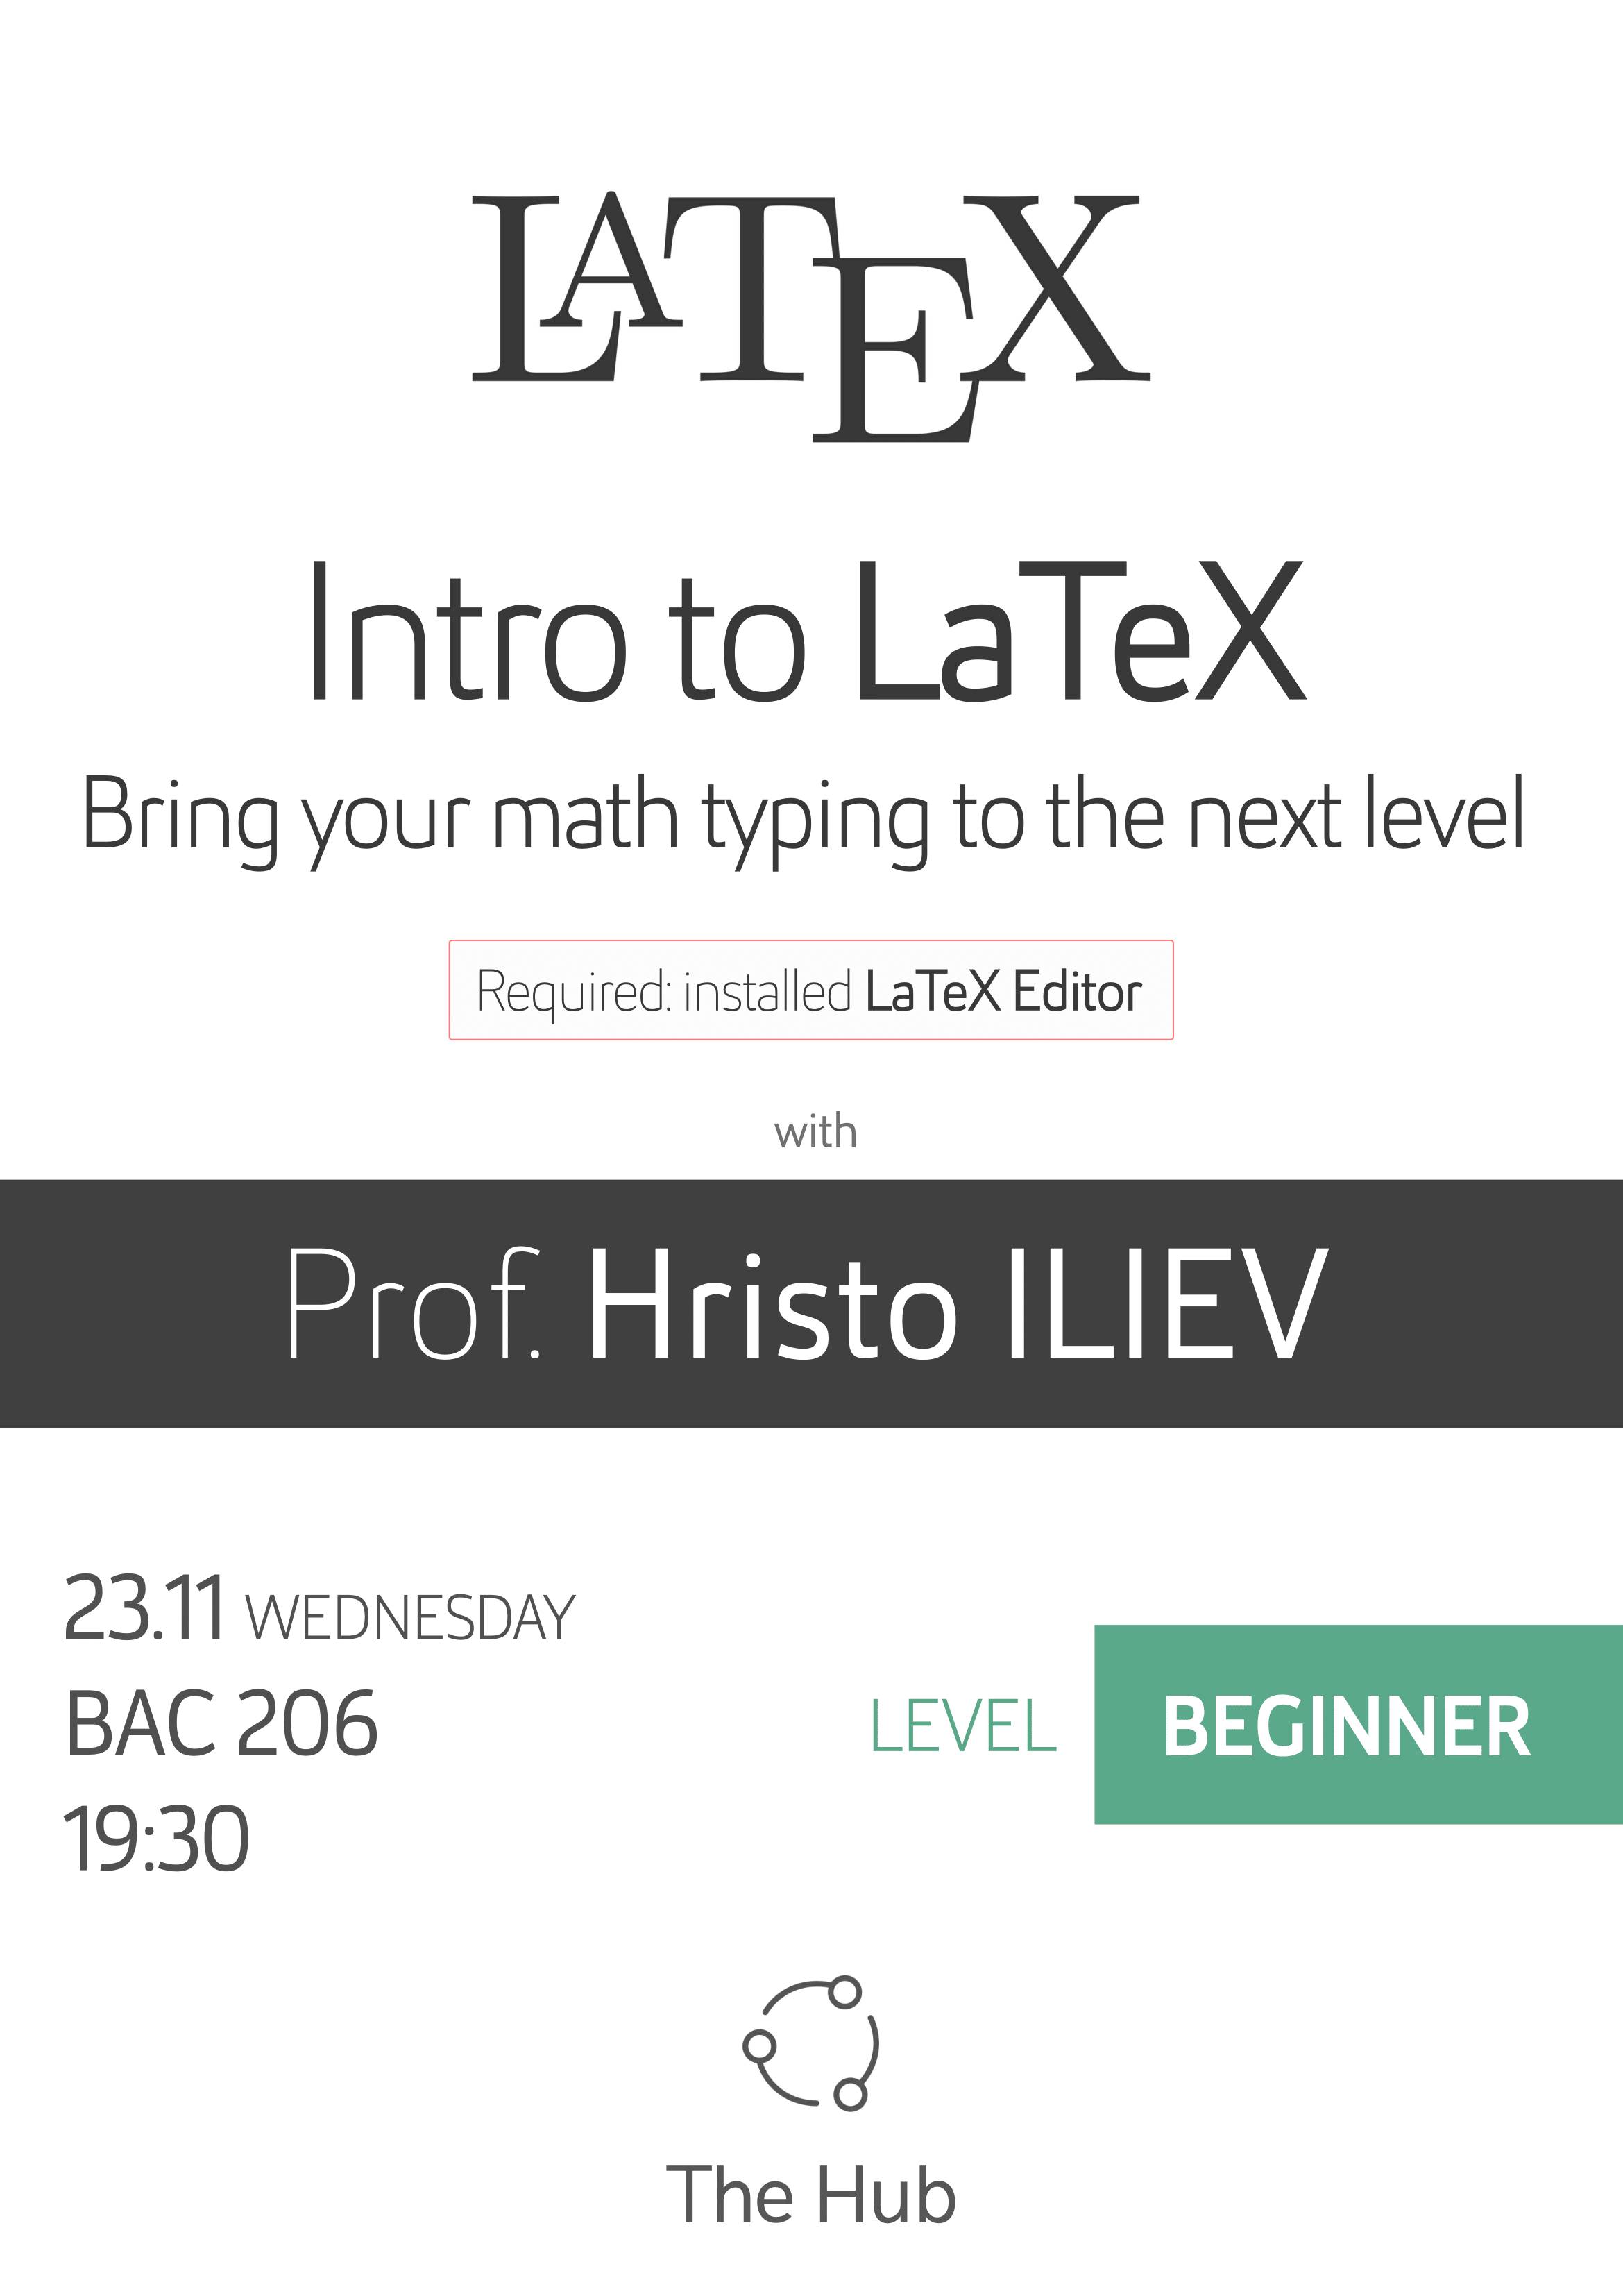 LATEX
Intro to LaTeX
Bring your math typing to the next level
Required: installed LaTeX Editor
with
Prof. Hristo ILIEV
23.11 WEDNESDAY
BAC 206
19:30
LEVEL BEGINNER
The Hub